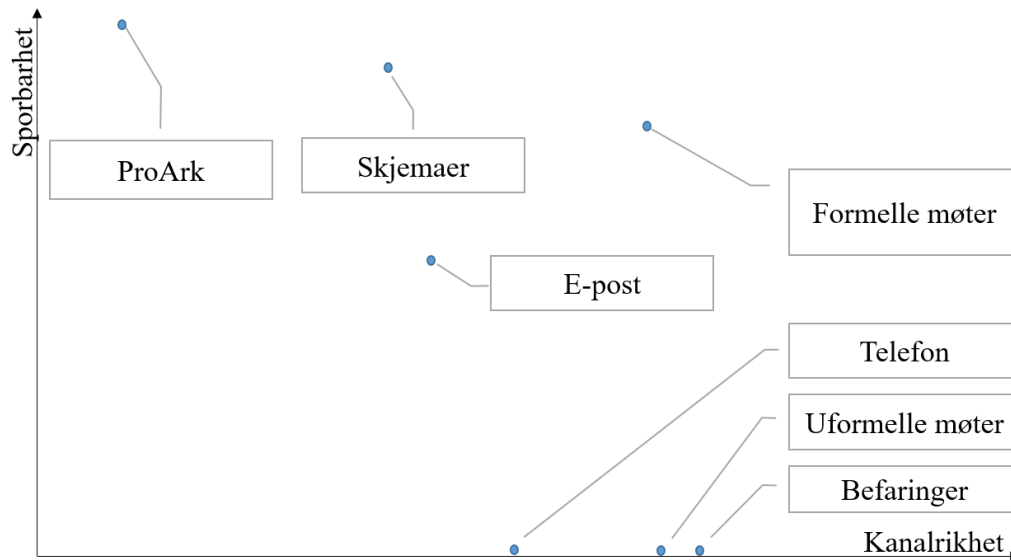 Sporbarhet
ProArk
Skjemaer
Formelle møter
E-post
Telefon
Uformelle møter
Befaringer
Kanalrikhet